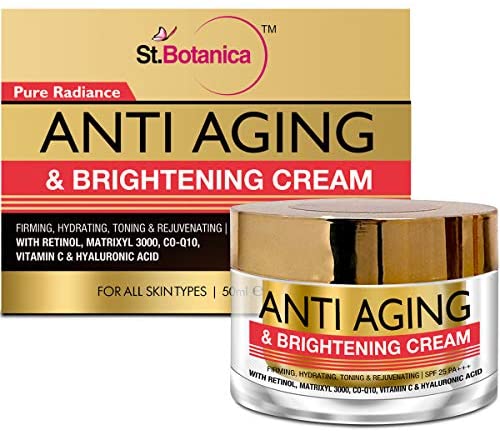 St.Botanica
TM
Pure Radiance
ANTI AGING
& BRIGHTENING CREAM
FIRMING, HYDRATING, TONING & REJUVENATING |
WITH RETINOL, MATRIXYL 3000, CO-Q10,
VITAMIN C & HYALURONIC ACID
FOR ALL SKIN TYPES | 50ml ℮
ANTI AGING
& BRIGHTENING CREAM
FIRMING, HYDRATING, TONING & REJUVENATING | SPF 25 PA+++
WITH RETINOL, MATRIXYL 3000, CO-Q10, VITAMIN C & HYALURONIC ACID